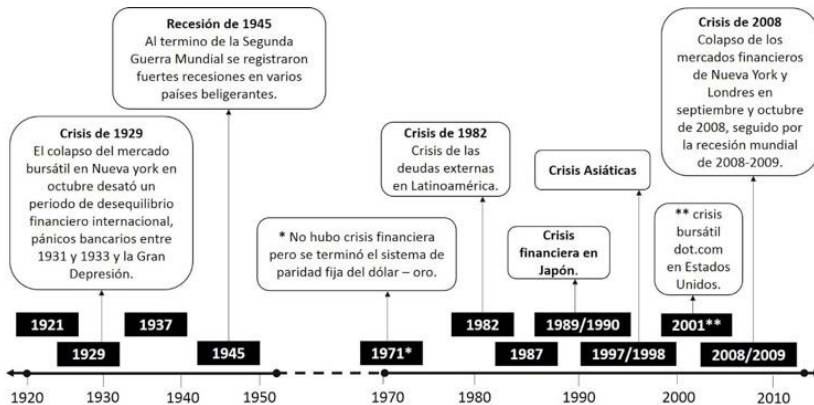 Recesión de 1945
Al termino de la Segunda
Guerra Mundial se registraron
fuertes recesiones en varios
países beligerantes.
Crisis de 2008
Colapso de los
mercados financieros
de Nueva York y
Londres en
septiembre y octubre
de 2008, seguido por
la recesión mundial
de 2008-2009.
Crisis de 1929
El colapso del mercado
bursátil en Nueva york en
octubre desató un
periodo de desequilibrio
financiero internacional,
pánicos bancarios entre
1931 y 1933 y la Gran
Depresión.
Crisis de 1982
Crisis de las
deudas externas
en Latinoamérica.
Crisis Asiáticas
* No hubo crisis financiera
pero se terminó el sistema de
paridad fija del dólar – oro.
Crisis
financiera en
Japón.
** crisis
bursátil
dot.com
en Estados
Unidos.
1921
1937
1982
1989/1990
2001**
1929
1945
1971*
1987
1997/1998
2008/2009
1920
1930
1940
1950
1970
1980
1990
2000
2010